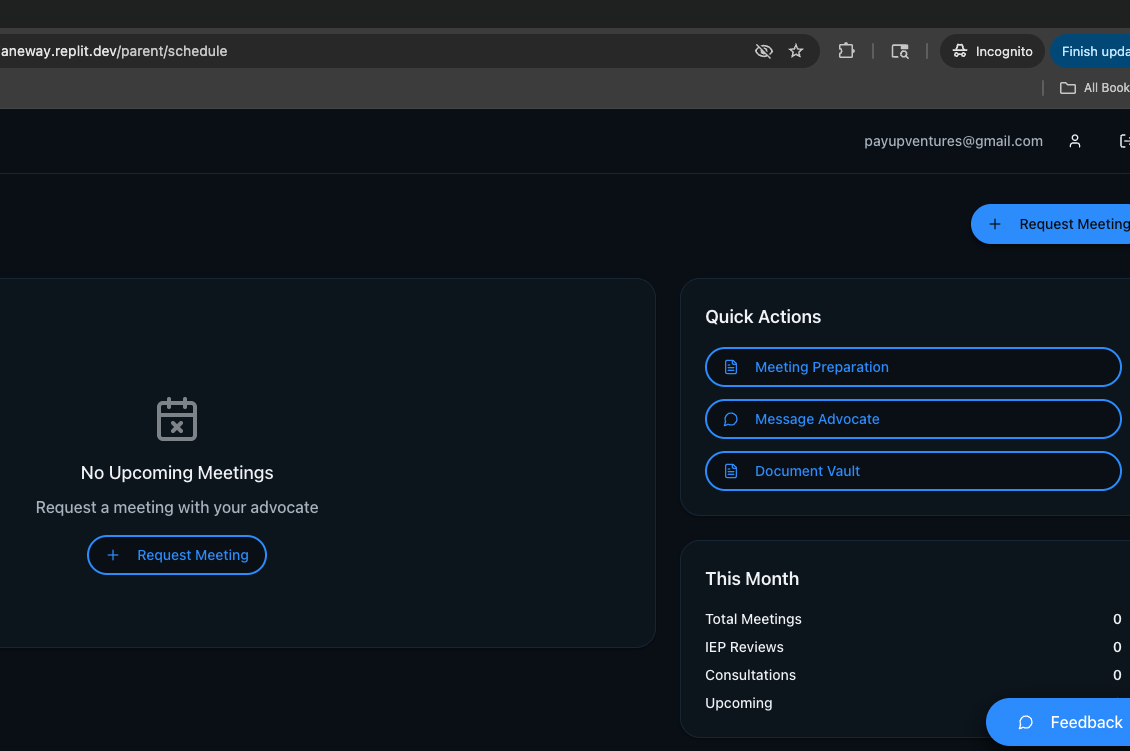 aneway.replit.dev/parent/schedule
Incognito
Finish upda
All Book
payupventures@gmail.com
Request Meeting
No Upcoming Meetings
Request a meeting with your advocate
Request Meeting
Quick Actions
Meeting Preparation
Message Advocate
Document Vault
This Month
Total Meetings 0
IEP Reviews 0
Consultations 0
Upcoming
Feedback